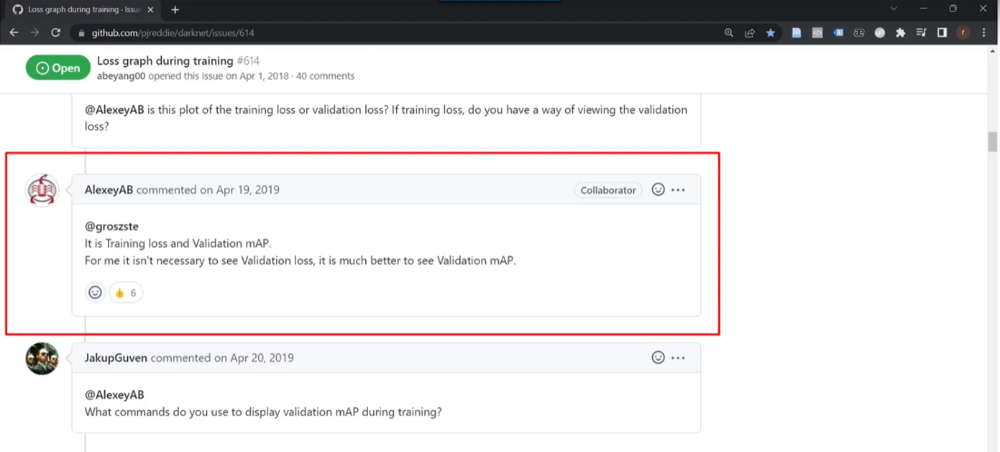 Loss graph during training · Issue
github.com/pjreddie/darknet/issues/614
r
Open
Loss graph during training #614
abeyang00 opened this issue on Apr 1, 2018 · 40 comments
@AlexeyAB is this plot of the training loss or validation loss? If training loss, do you have a way of viewing the validation
loss?
AlexeyAB commented on Apr 19, 2019
Collaborator
@groszste
It is Training loss and Validation mAP.
For me it isn't necessary to see Validation loss, it is much better to see Validation mAP.
6
JakupGuven commented on Apr 20, 2019
@AlexeyAB
What commands do you use to display validation mAP during training?